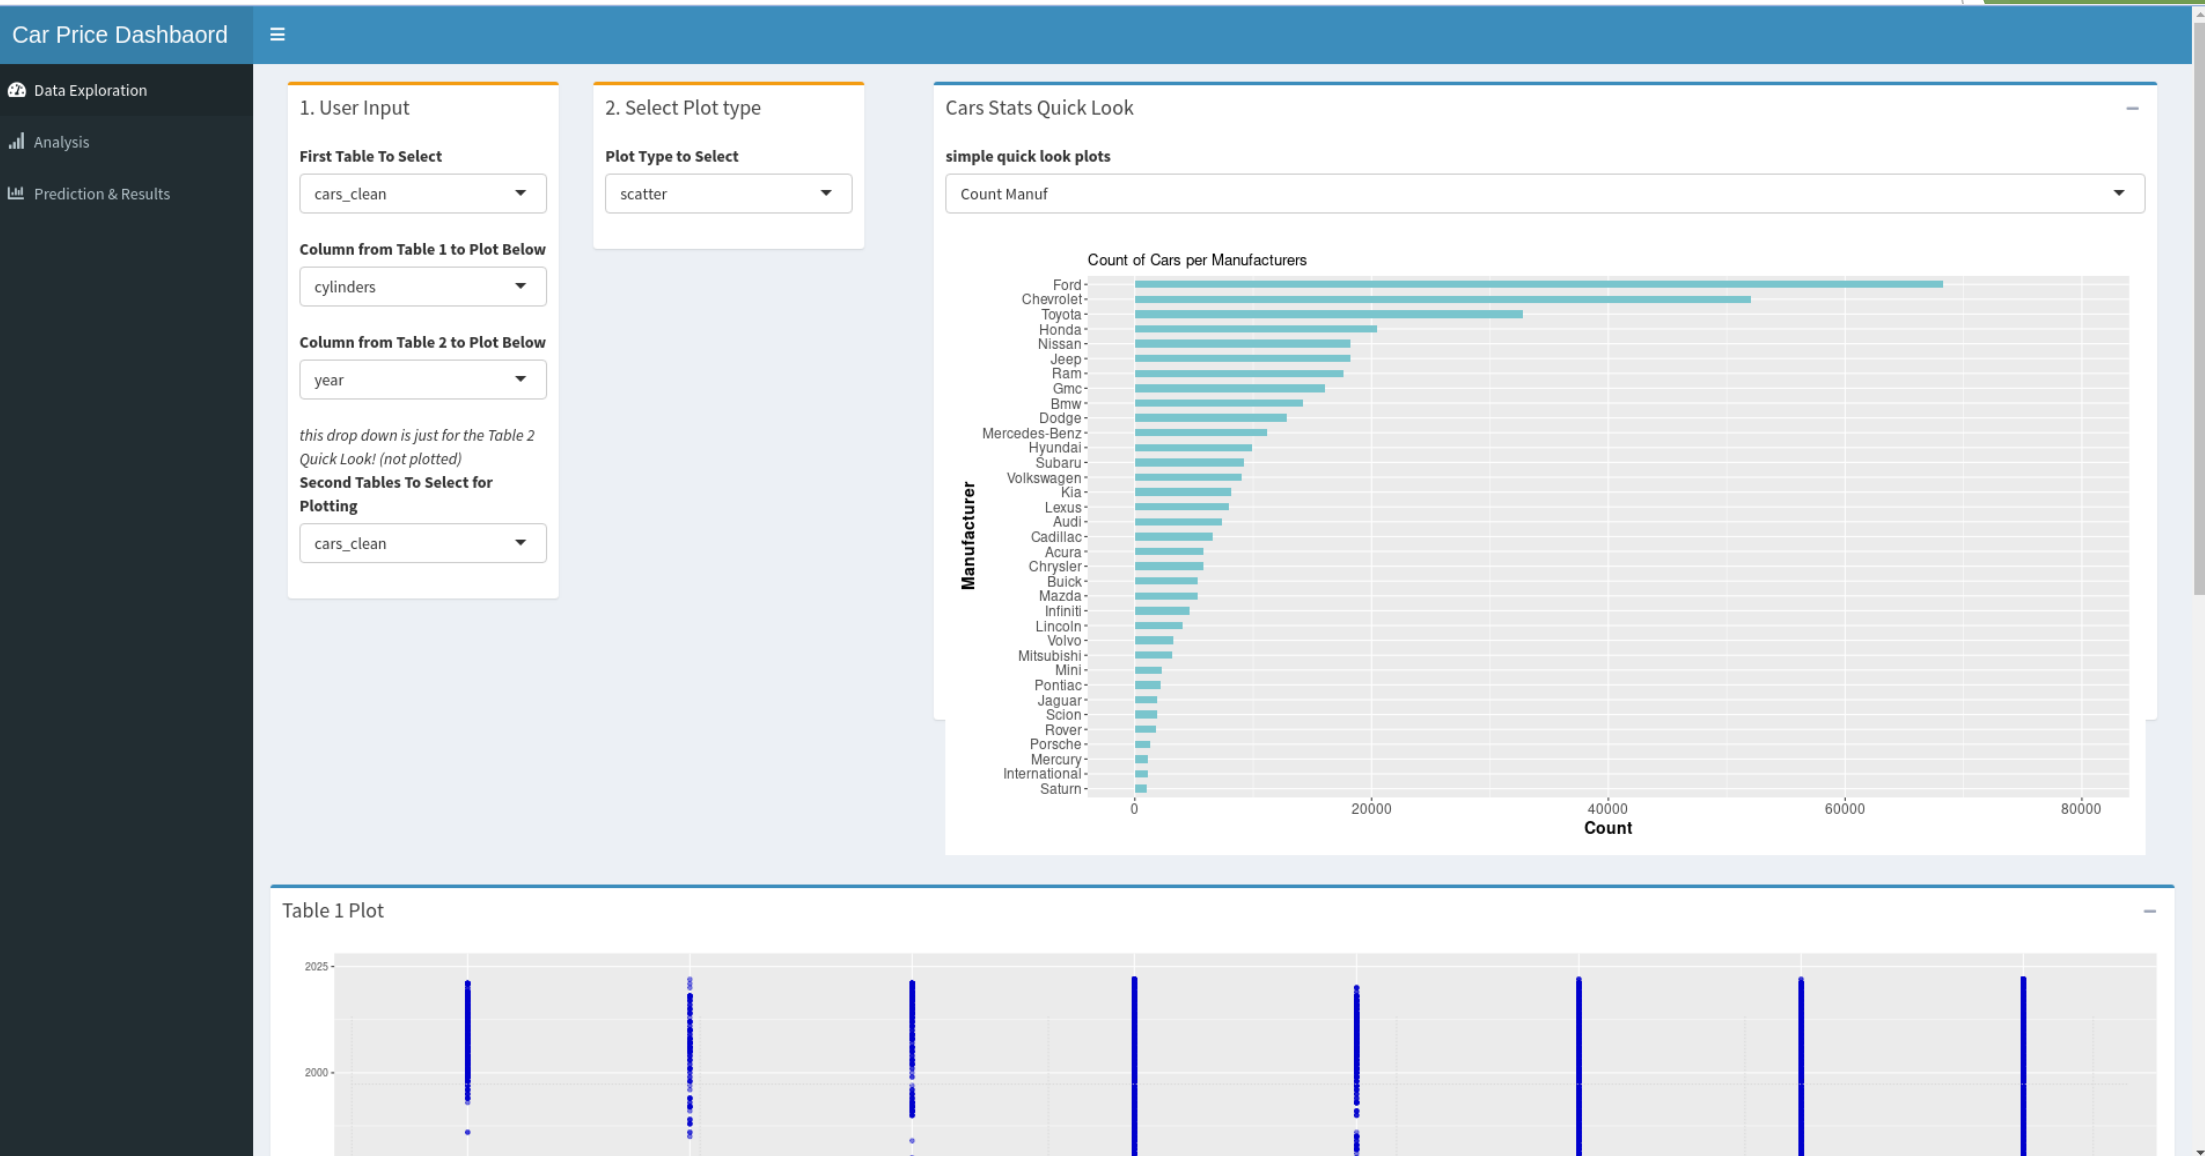 Car Price Dashbaord
Data Exploration
Analysis
Prediction & Results
1. User Input
First Table To Select
cars_clean
Column from Table 1 to Plot Below
cylinders
Column from Table 2 to Plot Below
year
this drop down is just for the Table 2
Quick Look! (not plotted)
Second Tables To Select for
Plotting
cars_clean
2. Select Plot type
Plot Type to Select
scatter
Cars Stats Quick Look
simple quick look plots
Count Manuf
Count of Cars per Manufacturers
Manufacturer
Ford
Chevrolet
Toyota
Honda
Nissan
Jeep
Ram
Gmc
Bmw
Dodge
Mercedes-Benz
Hyundai
Subaru
Volkswagen
Kia
Lexus
Audi
Cadillac
Acura
Chrysler
Buick
Mazda
Infiniti
Lincoln
Volvo
Mitsubishi
Mini
Pontiac
Jaguar
Scion
Rover
Porsche
Mercury
International
Saturn
0 20000 40000 60000 80000
Count
Table 1 Plot
2025
2000